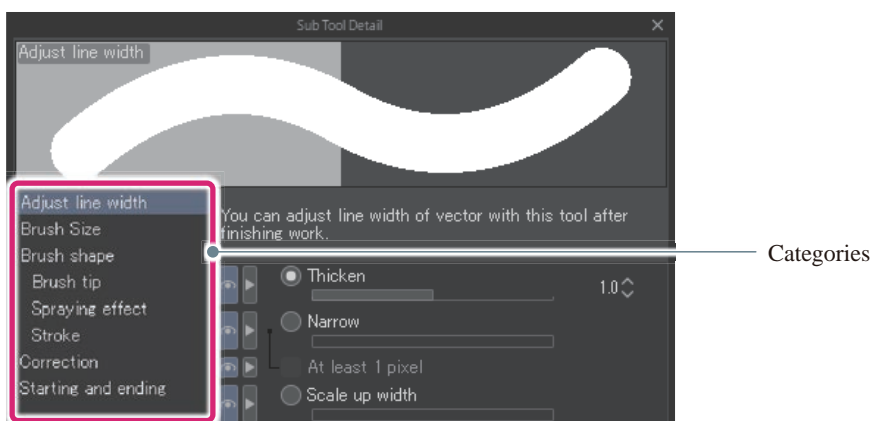 Sub Tool Detail
Adjust line width
Adjust line width
Brush Size
Brush shape
Brush tip
Spraying effect
Stroke
Correction
Starting and ending
You can adjust line width of vector with this tool after
finishing work.
Thicken
1.0
Narrow
At least 1 pixel
Scale up width
Categories